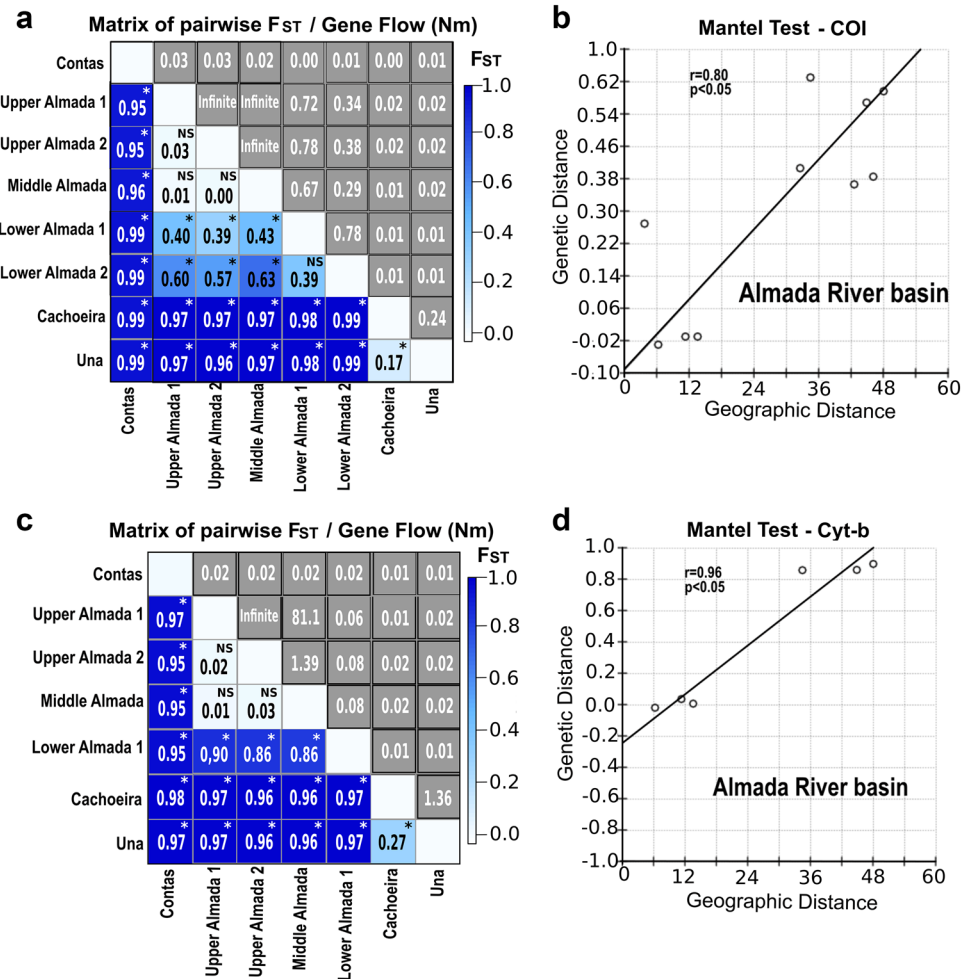 a
Matrix of pairwise FST / Gene Flow (Nm)
Contas 0.03 0.03 0.02 0.00 0.01 0.00 0.01
Upper Almada 1 0.95* Infinite Infinite 0.72 0.34 0.02 0.02
Upper Almada 2 0.95* NS 0.03 Infinite 0.78 0.38 0.02 0.02
Middle Almada 0.96* NS 0.01 NS 0.00 0.67 0.29 0.01 0.02
Lower Almada 1 0.99* 0.40* 0.39* 0.43* 0.78 0.01 0.01
Lower Almada 2 0.99* 0.60* 0.57* 0.63* NS 0.39 0.01 0.01
Cachoeira 0.99* 0.97* 0.97* 0.97* 0.98* 0.99* 0.24
Una 0.99* 0.97* 0.96* 0.97* 0.98* 0.99* 0.17*
Contas
Upper Almada 1
Upper Almada 2
Middle Almada
Lower Almada 1
Lower Almada 2
Cachoeira
Una
FST
1.0
0.8
0.6
0.4
0.2
0.0
b
Mantel Test - COI
r=0.80
p<0.05
Genetic Distance
1.0
0.62
0.54
0.46
0.38
0.30
0.22
0.14
0.06
-0.02
-0.10
Almada River basin
0 12 24 36 48 60
Geographic Distance
c
Matrix of pairwise FST / Gene Flow (Nm)
Contas 0.02 0.02 0.02 0.02 0.01 0.01
Upper Almada 1 0.97* Infinite 81.1 0.06 0.01 0.02
Upper Almada 2 0.95* NS 0.02 1.39 0.08 0.02 0.02
Middle Almada 0.95* NS 0.01 NS 0.03 0.08 0.02 0.02
Lower Almada 1 0.95* 0,90* 0.86* 0.86* 0.01 0.01
Cachoeira 0.98* 0.97* 0.96* 0.96* 0.97* 1.36
Una 0.97* 0.97* 0.96* 0.96* 0.97* 0.27*
Contas
Upper Almada 1
Upper Almada 2
Middle Almada
Lower Almada 1
Cachoeira
Una
FST
1.0
0.8
0.6
0.4
0.2
0.0
d
Mantel Test - Cyt-b
r=0.96
p<0.05
Genetic Distance
1.0
0.8
0.6
0.4
0.2
0.0
-0.2
-0.4
-0.6
-0.8
-1.0
Almada River basin
0 12 24 36 48 60
Geographic Distance